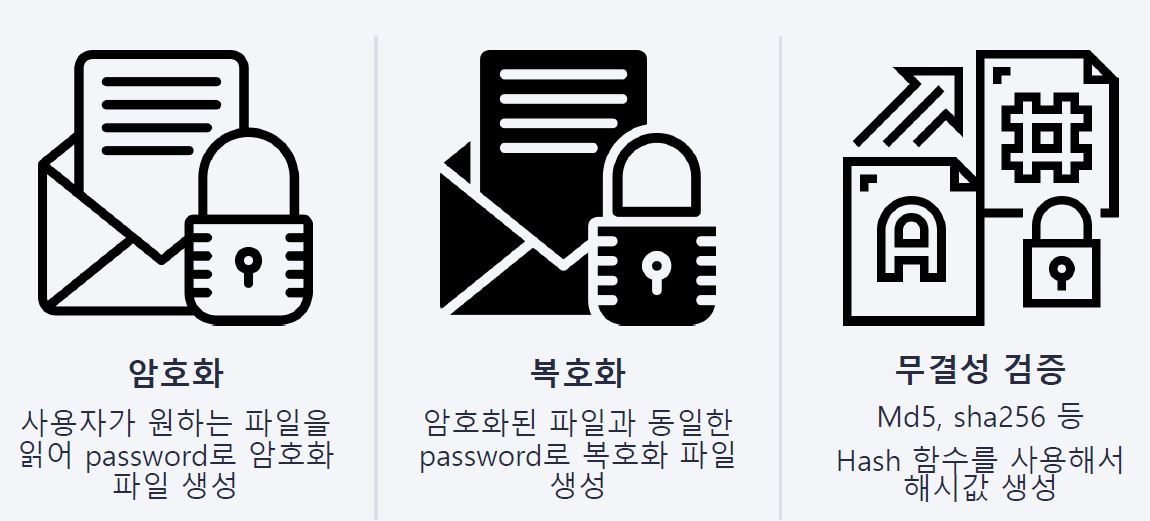 암호화
사용자가 원하는 파일을
읽어 password로 암호화
파일 생성
복호화
암호화된 파일과 동일한
password로 복호화 파일
생성
무결성 검증
Md5, sha256 등
Hash 함수를 사용해서
해시값 생성